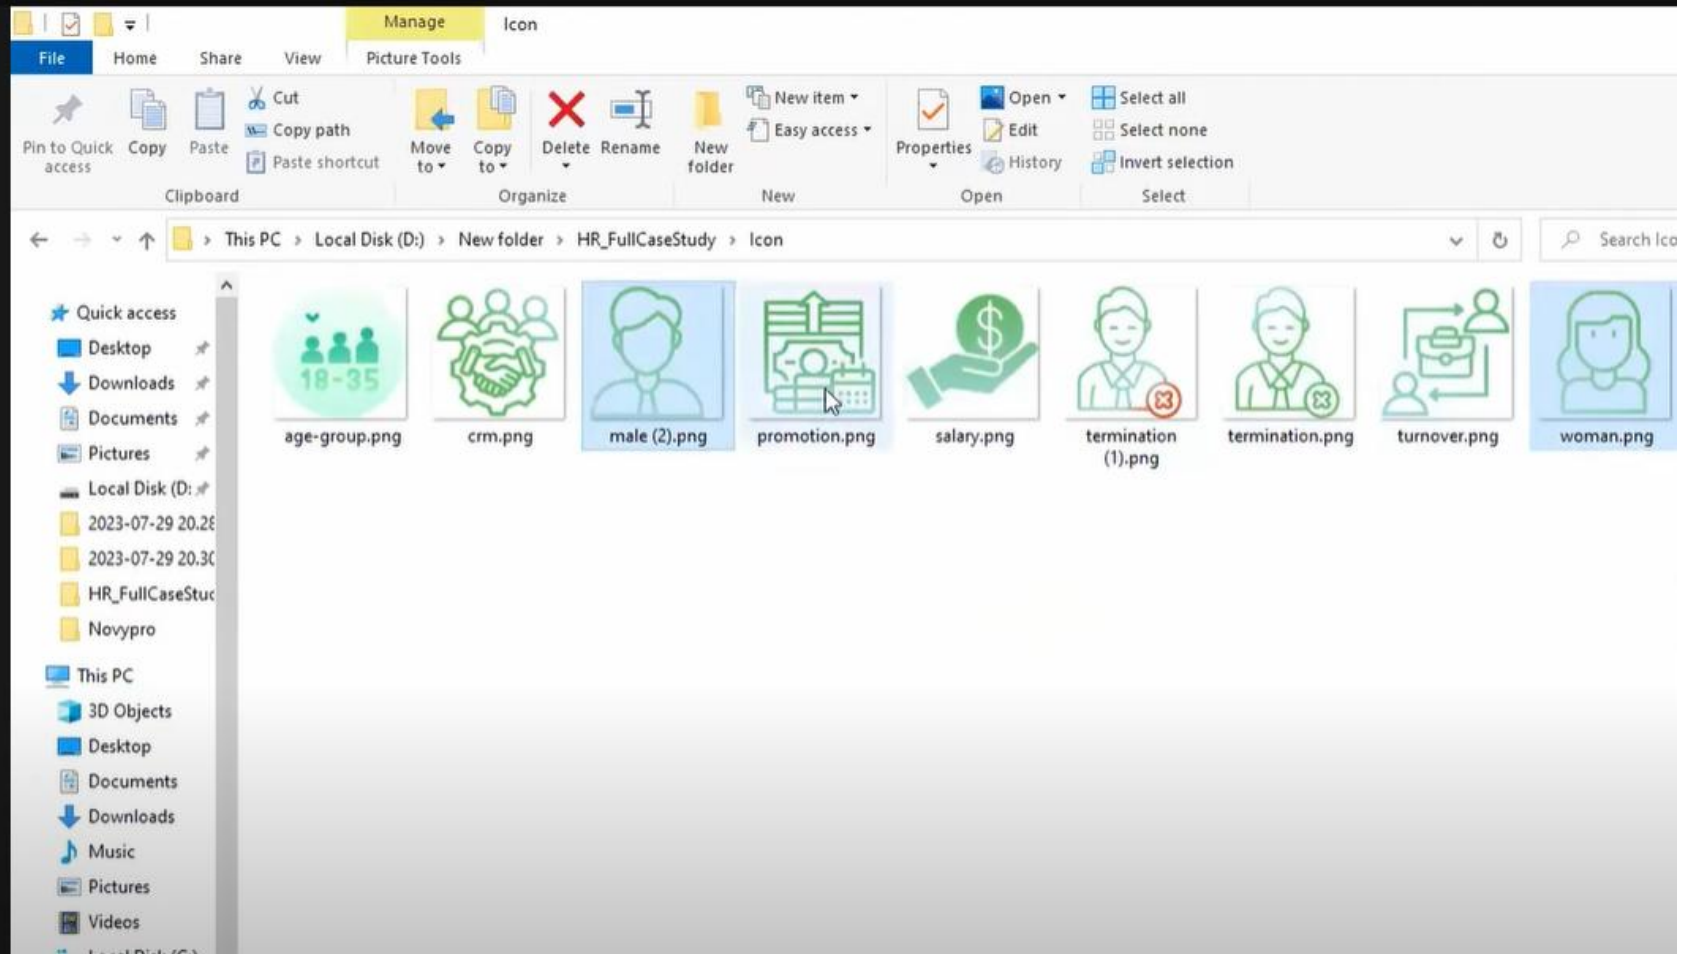 Manage
Icon
File
Home
Share
View
Picture Tools
Pin to Quick
access
Copy
Paste
Cut
Copy path
Paste shortcut
Clipboard
Move
to
Copy
to
Delete
Rename
Organize
New
folder
New item
Easy access
New
Properties
Open
Edit
History
Open
Select all
Select none
Invert selection
Select
This PC
Local Disk (D:)
New folder
HR_FullCaseStudy
Icon
Search Ico
Quick access
Desktop
Downloads
Documents
Pictures
Local Disk (D:
2023-07-29 20.28
2023-07-29 20.30
HR_FullCaseStud
Novypro
This PC
3D Objects
Desktop
Documents
Downloads
Music
Pictures
Videos
18-35
$
age-group.png
crm.png
male (2).png
promotion.png
salary.png
termination
(1).png
termination.png
turnover.png
woman.png